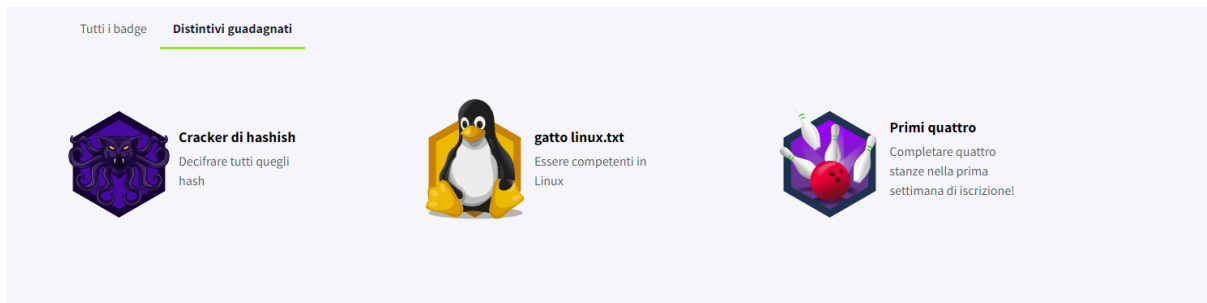 Tutti i badge
Distintivi guadagnati
Cracker di hashish
Decifrare tutti quegli
hash
gatto linux.txt
Essere competenti in
Linux
Primi quattro
Completare quattro
stanze nella prima
settimana di iscrizione!